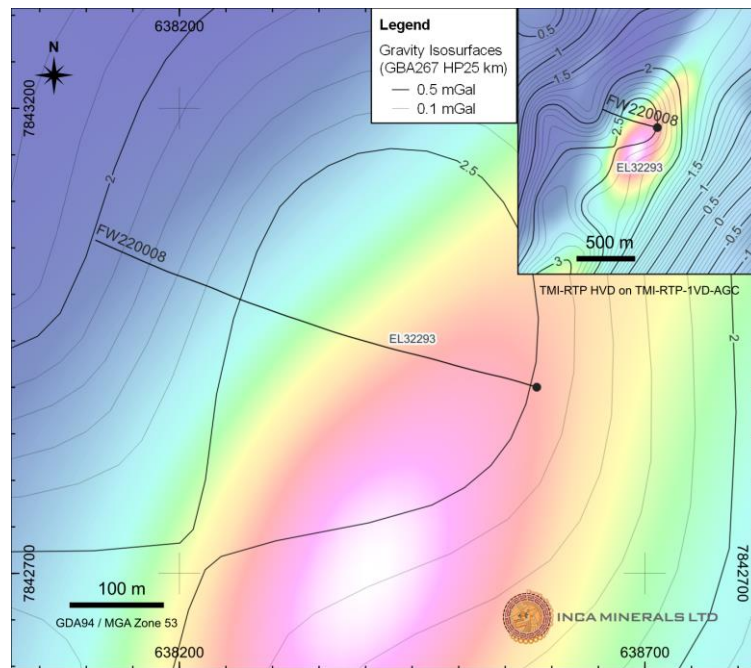 638200
N
7843200
Legend
Gravity Isosurfaces
(GBA267 HP25 km)
0.5 mGal
0.1 mGal
0.5
1
1.5
2
FW220008
2.5
EL32293
1.5
1
0.5
0
-0.5
-1
3
500 m
TMI-RTP HVD on TMI-RTP-1VD-AGC
2
2.5
FW220008
EL32293
2
7842700
7842700
100 m
GDA94 / MGA Zone 53
INCA MINERALS LTD
638200
638700